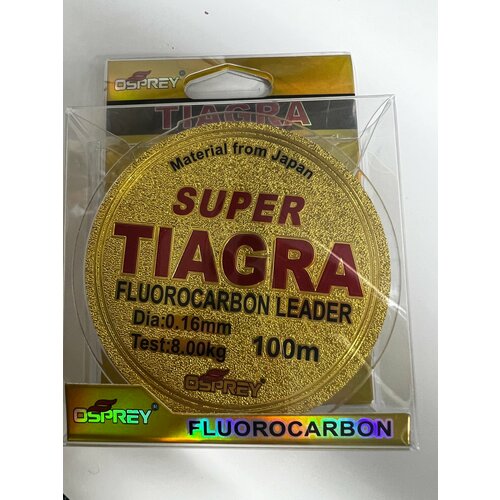 OSPREY®
TIAGRA
Material from Japan
SUPER
TIAGRA
FLUOROCARBON LEADER
Dia:0.16mm
Test:8.00kg 100m
OSPREY®
OSPREY® FLUOROCARBON